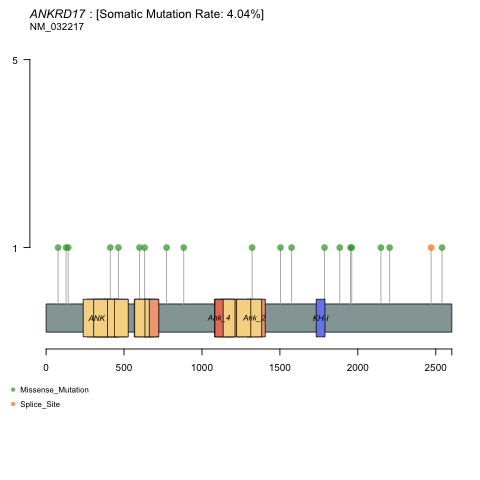 ANKRD17 : [Somatic Mutation Rate: 4.04%]
NM_032217
5
1
ANK
Ank_4
Ank_2
KH-I
0
500
1000
1500
2000
2500
Missense_Mutation
Splice_Site